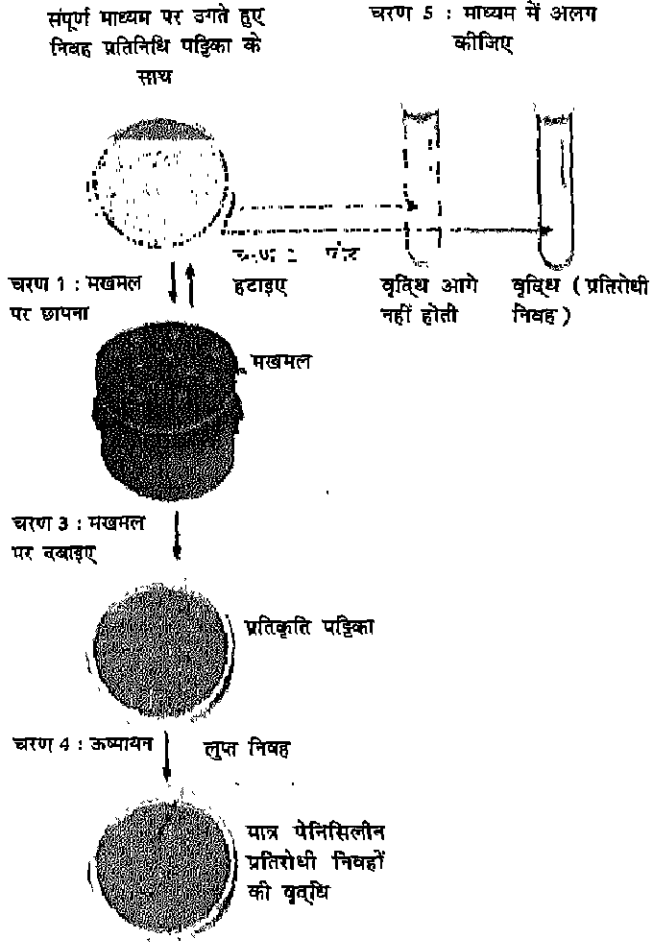 संपूर्ण माध्यम पर उगते हुए
निवह प्रतिनिधि पट्टिका के
साथ
चरण 5 : माध्यम में अलग
कीजिए
हटाइए
चरण 1 : मखमल
पर छापना
वृद्धि आगे
नहीं होती
वृद्धि ( प्रतिरोधी
निवह )
मखमल
चरण 3 : मखमल
पर दबाइए
प्रतिकृति पट्टिका
चरण 4 : ऊष्मायन
लुप्त निवह
मात्र पेनिसिलीन
प्रतिरोधी निवहों
की वृद्धि